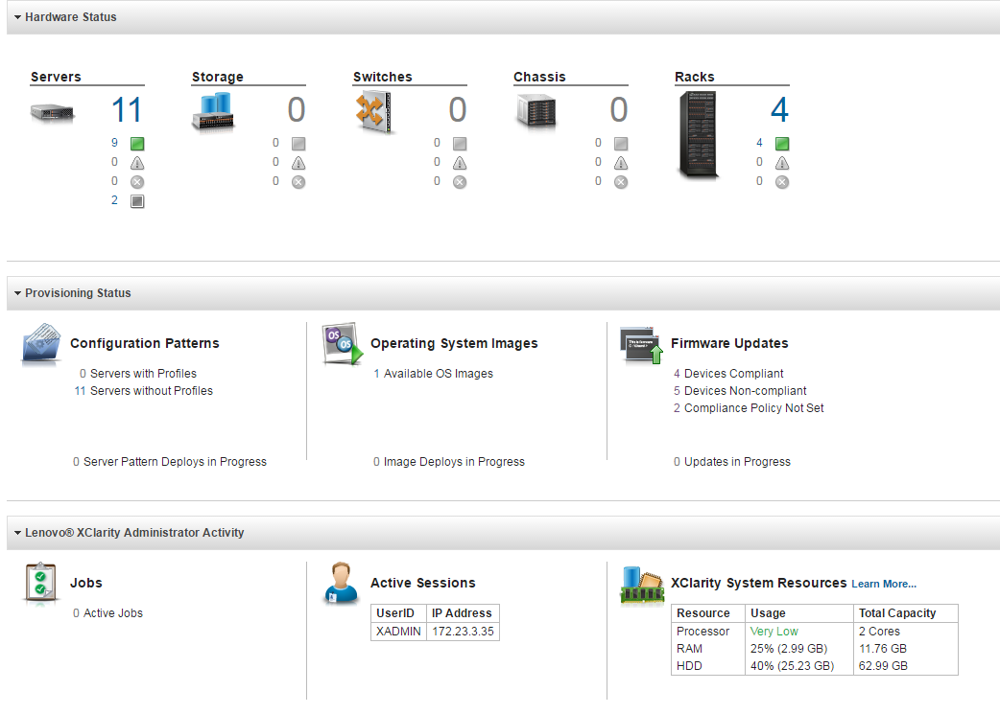 Hardware Status
Servers Storage Switches Chassis Racks
11 0 0 0 4
9 0 0 0 4
0 0 0 0 0
0 0 0 0 0
2
Provisioning Status
Configuration Patterns
0 Servers with Profiles
11 Servers without Profiles
0 Server Pattern Deploys in Progress
OS
OS
Operating System Images
1 Available OS Images
0 Image Deploys in Progress
Firmware Updates
4 Devices Compliant
5 Devices Non-compliant
2 Compliance Policy Not Set
0 Updates in Progress
Lenovo® XClarity Administrator Activity
Jobs
0 Active Jobs
Active Sessions
UserID IP Address
XADMIN 172.23.3.35
XClarity System Resources Learn More...
Resource Usage Total Capacity
Processor Very Low 2 Cores
RAM 25% (2.99 GB) 11.76 GB
HDD 40% (25.23 GB) 62.99 GB